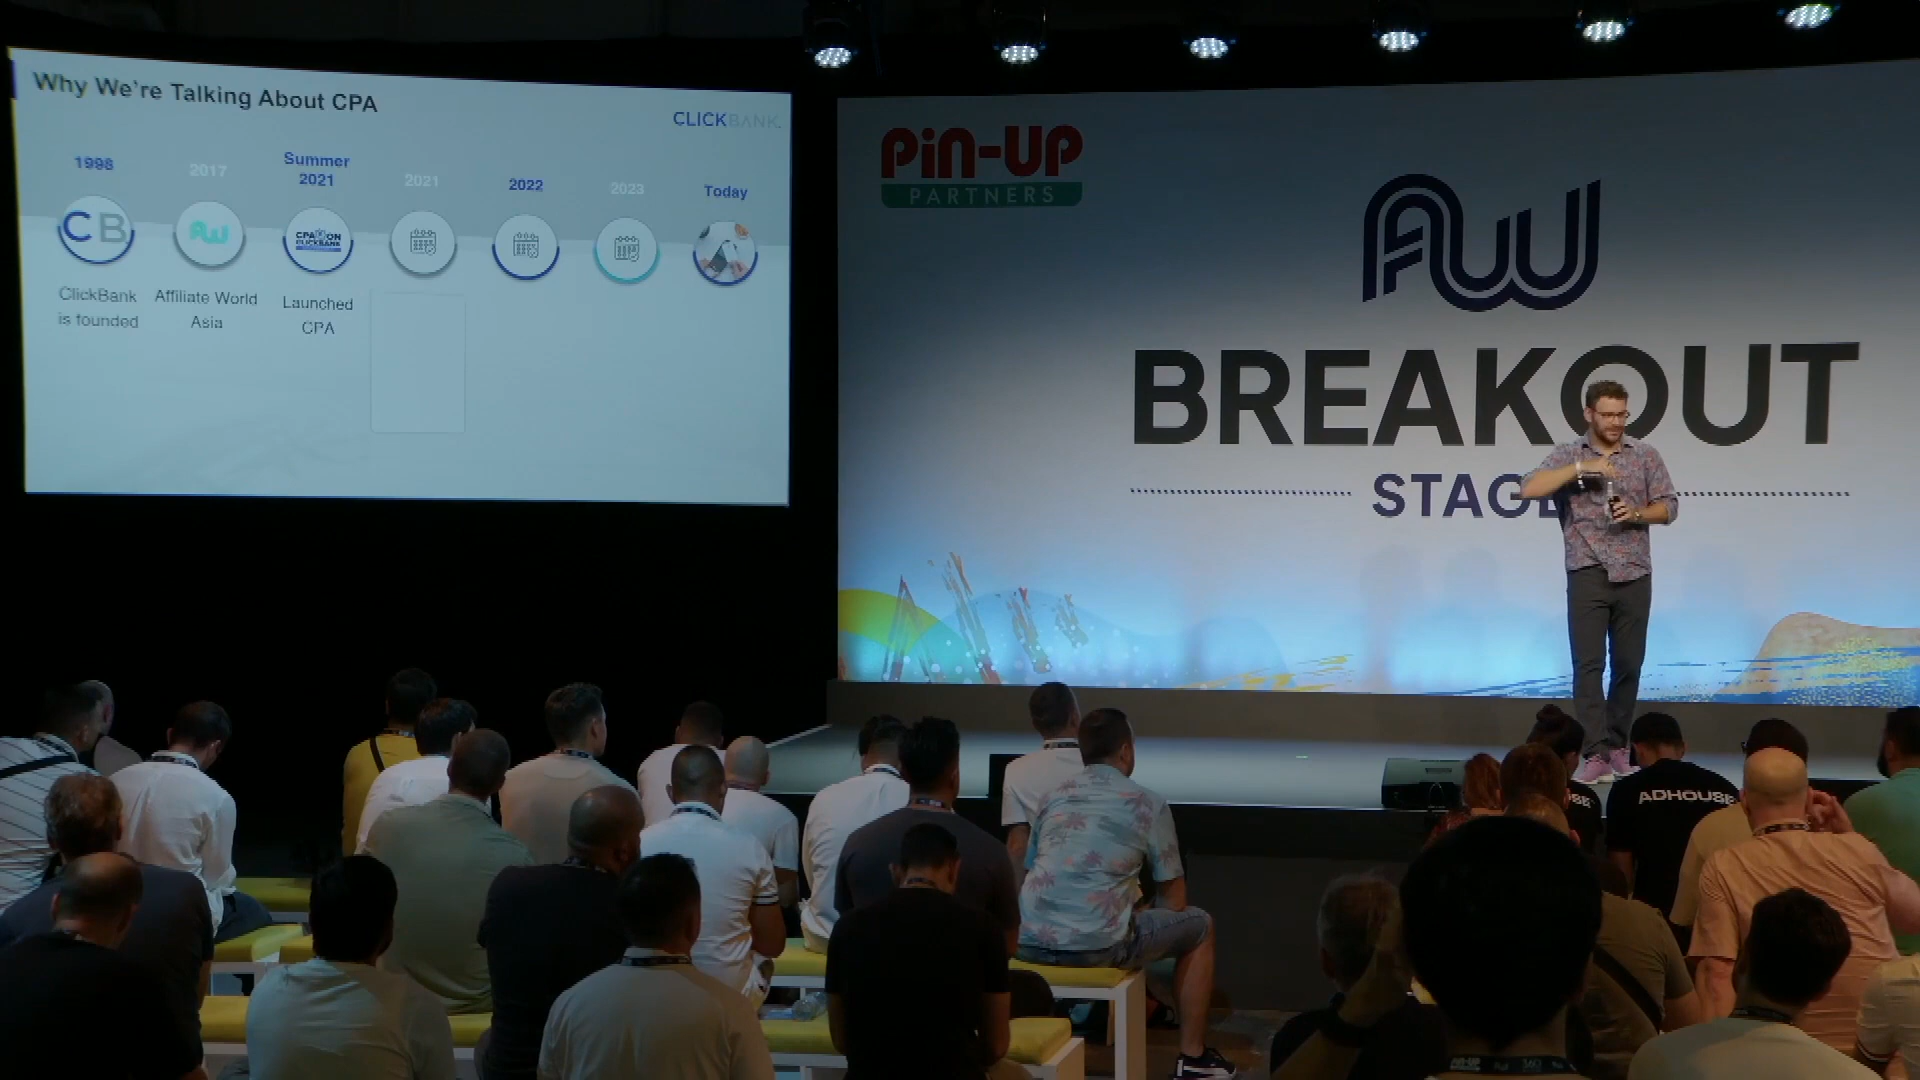 Why We're Talking About CPA
CLICKBANK.
1998
2017
Summer
2021
2021
2022
2023
Today
CB
AW
CPA ON
CLICKBANK
ClickBank
is founded
Affiliate World
Asia
Launched
CPA
PiN-UP
PARTNERS
AW
BREAKOUT
STAGE
ADHOUSE